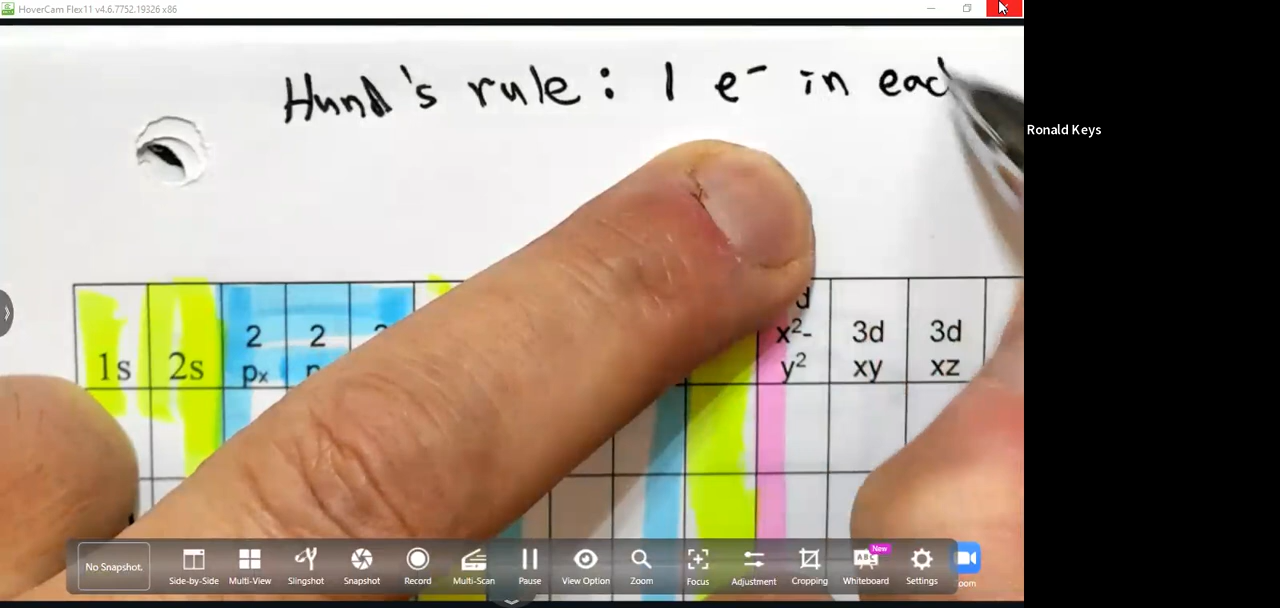 HoverCam Flex11 v4.6.7752.19326 x86
Hund's rule: 1 e⁻ in each
Ronald Keys
1s 2s 2 px 2 d x²-y² 3d xy 3d xz
No Snapshot.
Side-by-Side Multi-View Slingshot Snapshot Record Multi-Scan Pause View Option Zoom Focus Adjustment Cropping Whiteboard Settings
ABC New